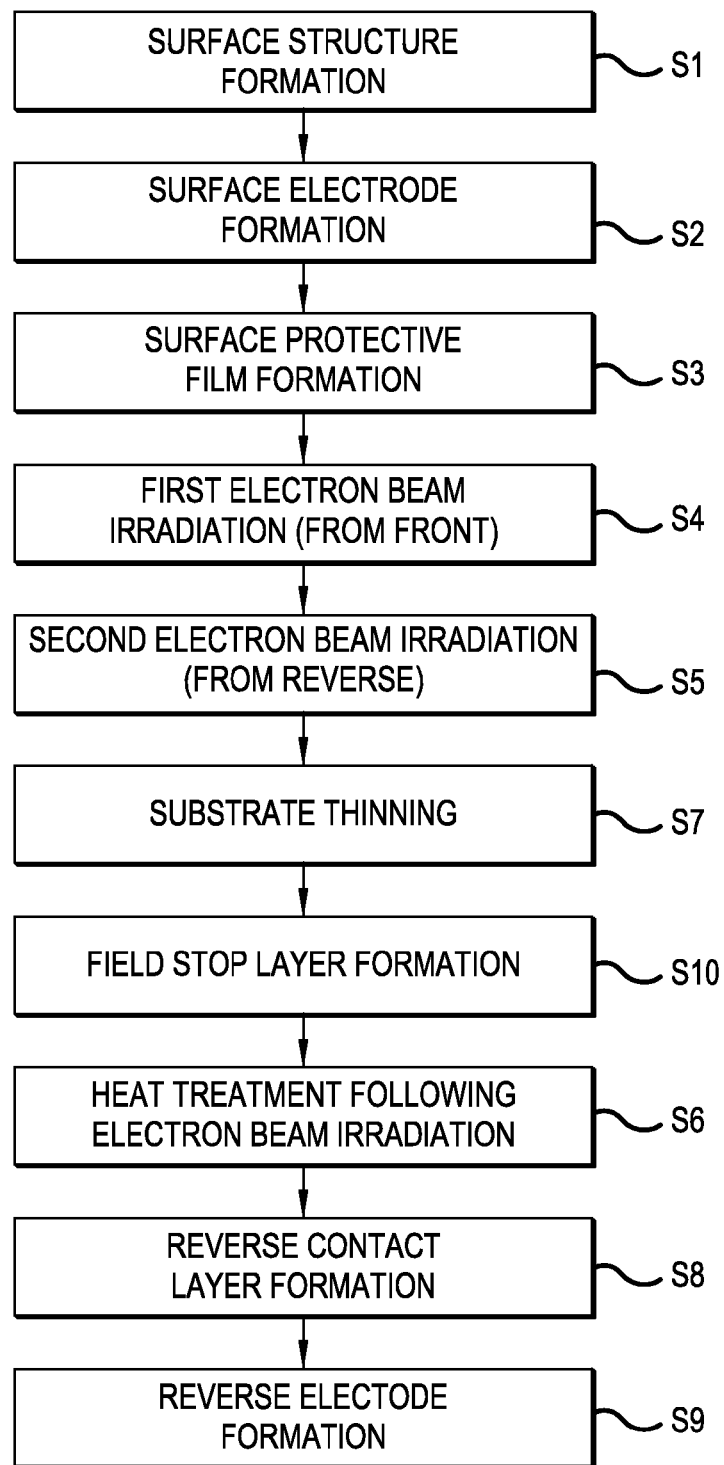 SURFACE STRUCTURE
FORMATION
S1
SURFACE ELECTRODE
FORMATION
S2
SURFACE PROTECTIVE
FILM FORMATION
S3
FIRST ELECTRON BEAM
IRRADIATION (FROM FRONT)
S4
SECOND ELECTRON BEAM IRRADIATION
(FROM REVERSE)
S5
SUBSTRATE THINNING
S7
FIELD STOP LAYER FORMATION
S10
HEAT TREATMENT FOLLOWING
ELECTRON BEAM IRRADIATION
S6
REVERSE CONTACT
LAYER FORMATION
S8
REVERSE ELECTODE
FORMATION
S9